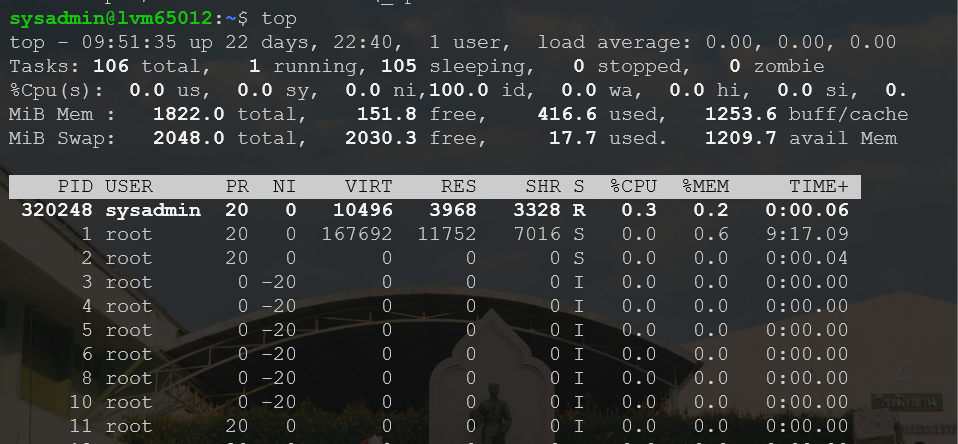 sysadmin@lvm65012:~$ top
top - 09:51:35 up 22 days, 22:40,  1 user,  load average: 0.00, 0.00, 0.00
Tasks: 106 total,   1 running, 105 sleeping,   0 stopped,   0 zombie
%Cpu(s):  0.0 us,  0.0 sy,  0.0 ni,100.0 id,  0.0 wa,  0.0 hi,  0.0 si,  0.
MiB Mem :   1822.0 total,    151.8 free,    416.6 used,   1253.6 buff/cache
MiB Swap:   2048.0 total,   2030.3 free,     17.7 used.   1209.7 avail Mem
PID USER      PR  NI    VIRT    RES    SHR S  %CPU  %MEM     TIME+
320248 sysadmin  20   0   10496   3968   3328 R   0.3   0.2   0:00.06
1 root      20   0  167692  11752   7016 S   0.0   0.6   9:17.09
2 root      20   0       0      0      0 S   0.0   0.0   0:00.04
3 root       0 -20       0      0      0 I   0.0   0.0   0:00.00
4 root       0 -20       0      0      0 I   0.0   0.0   0:00.00
5 root       0 -20       0      0      0 I   0.0   0.0   0:00.00
6 root       0 -20       0      0      0 I   0.0   0.0   0:00.00
8 root       0 -20       0      0      0 I   0.0   0.0   0:00.00
10 root       0 -20       0      0      0 I   0.0   0.0   0:00.00
11 root      20   0       0      0      0 I   0.0   0.0   0:00.00